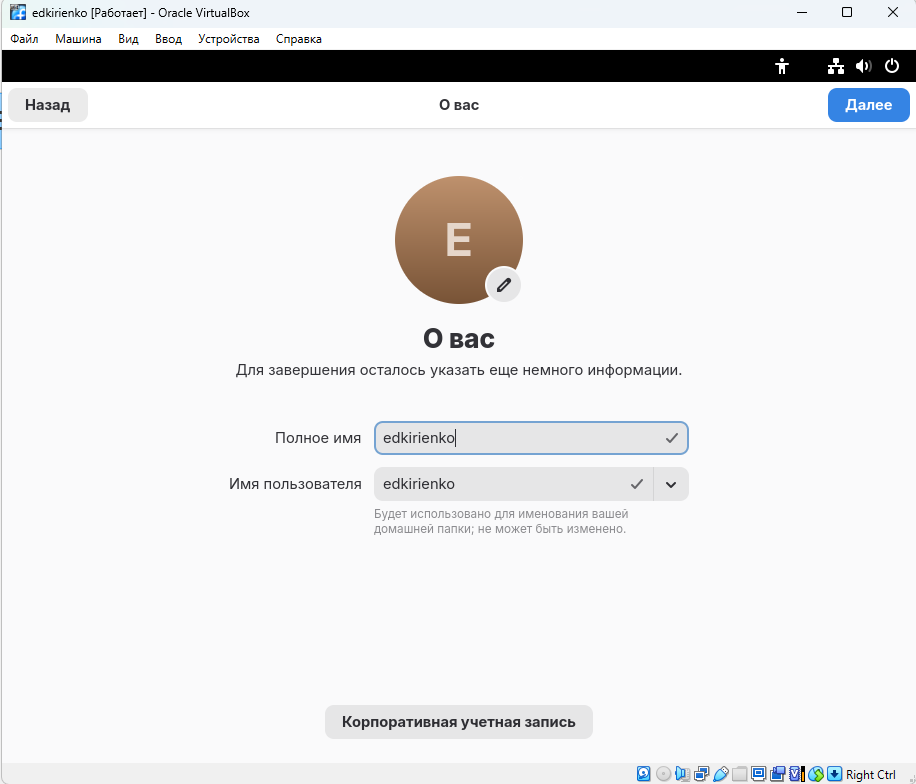 edkirienko [Работает] - Oracle VirtualBox
Файл Машина Вид Ввод Устройства Справка
Назад О вас Далее
E
О вас
Для завершения осталось указать еще немного информации.
Полное имя edkirienko
Имя пользователя edkirienko
Будет использовано для именования вашей
домашней папки; не может быть изменено.
Корпоративная учетная запись
Right Ctrl